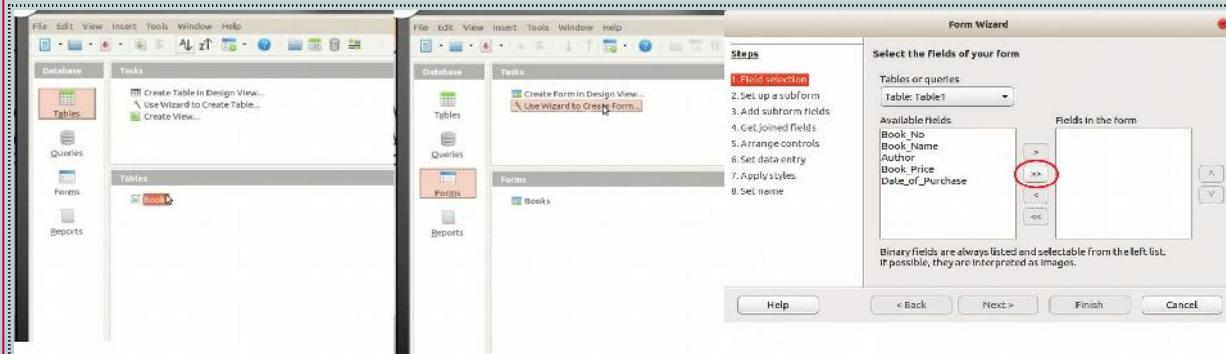 File Edit View Insert Tools Window Help
Database
Tasks
Tables
Queries
Forms
Reports
Create Table in Design View...
Use Wizard to Create Table...
Create View...
Tables
Book
File Edit View Insert Tools Window Help
Database
Tasks
Tables
Queries
Forms
Reports
Create Form in Design View...
Use Wizard to Create Form...
Forms
Books
Form Wizard
Steps
1. Field selection
2. Set up a subform
3. Add subform fields
4. Get joined fields
5. Arrange controls
6. Set data entry
7. Apply styles
8. Set name
Select the fields of your form
Tables or queries
Table: Table1
Available fields
Fields in the form
Book_No
Book_Name
Author
Book_Price
Date_of_Purchase
>
>>
<
<<
Binary fields are always listed and selectable from the left list.
If possible, they are interpreted as images.
Help
< Back
Next >
Finish
Cancel